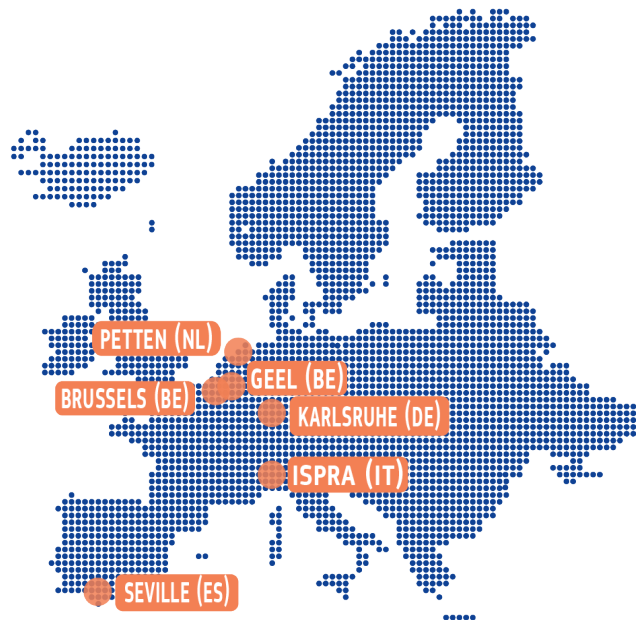 PETTEN (NL)
GEEL (BE)
BRUSSELS (BE)
KARLSRUHE (DE)
ISPRA (IT)
SEVILLE (ES)